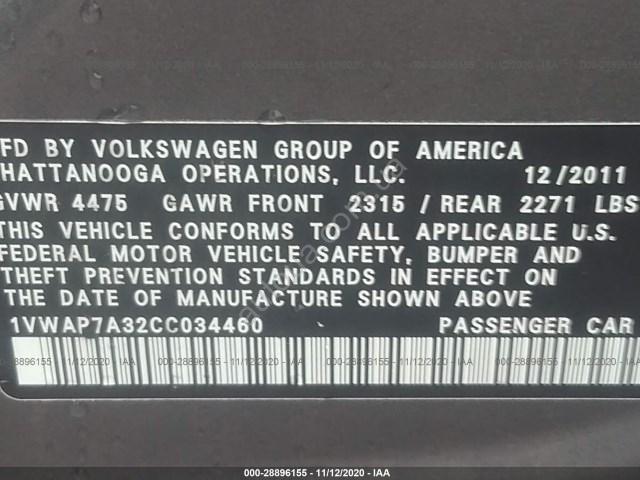 MFD BY VOLKSWAGEN GROUP OF AMERICA
HATTANOOGA OPERATIONS, LLC. 12/2011
GVWR 4475 GAWR FRONT 2315 / REAR 2271 LBS
THIS VEHICLE CONFORMS TO ALL APPLICABLE U.S.
FEDERAL MOTOR VEHICLE SAFETY, BUMPER AND
THEFT PREVENTION STANDARDS IN EFFECT ON
THE DATE OF MANUFACTURE SHOWN ABOVE
1VWAP7A32CC034460 PASSENGER CAR
000-28896155 - 11/12/2020 - IAA